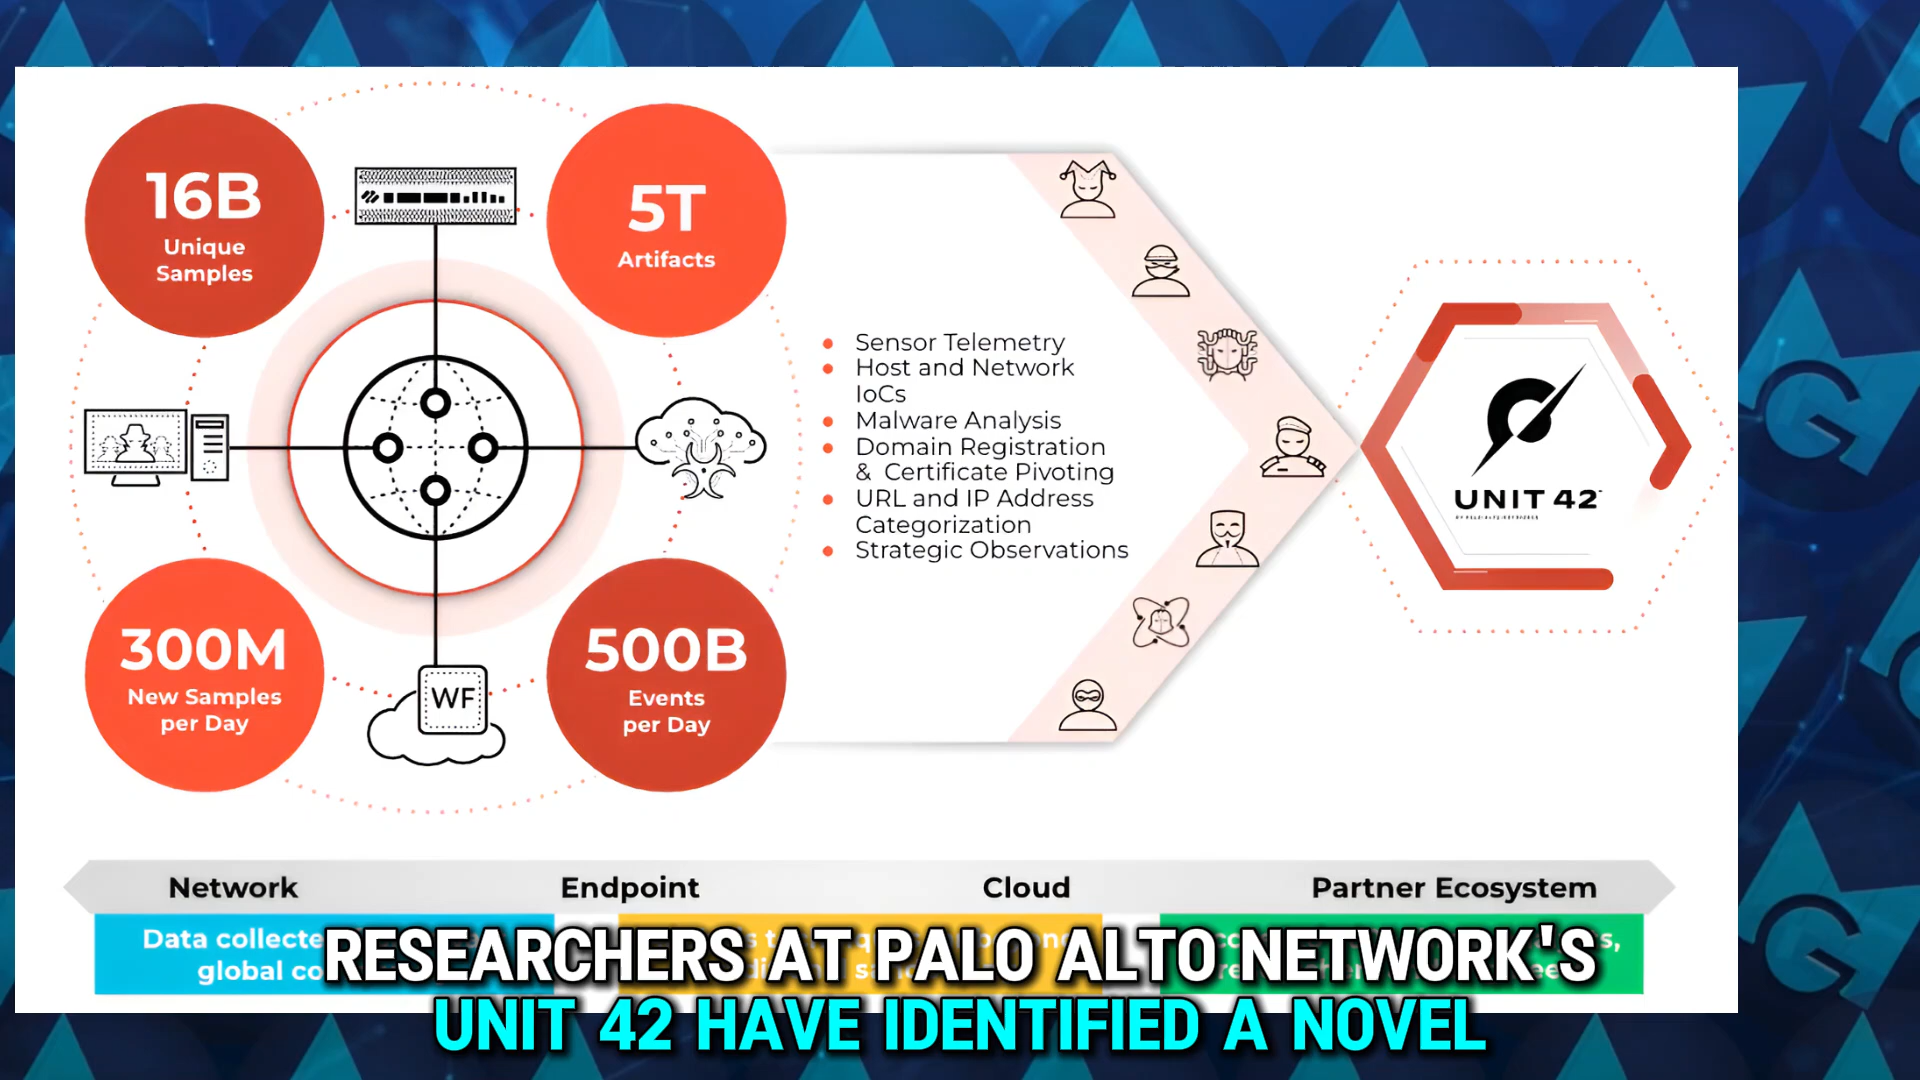 16B
Unique
Samples
5T
Artifacts
300M
New Samples
per Day
500B
Events
per Day
WF
Sensor Telemetry
Host and Network
IoCs
Malware Analysis
Domain Registration
& Certificate Pivoting
URL and IP Address
Categorization
Strategic Observations
UNIT 42
Network
Endpoint
Cloud
Partner Ecosystem
Data collecte
global co
RESEARCHERS AT PALO ALTO NETWORK'S
UNIT 42 HAVE IDENTIFIED A NOVEL